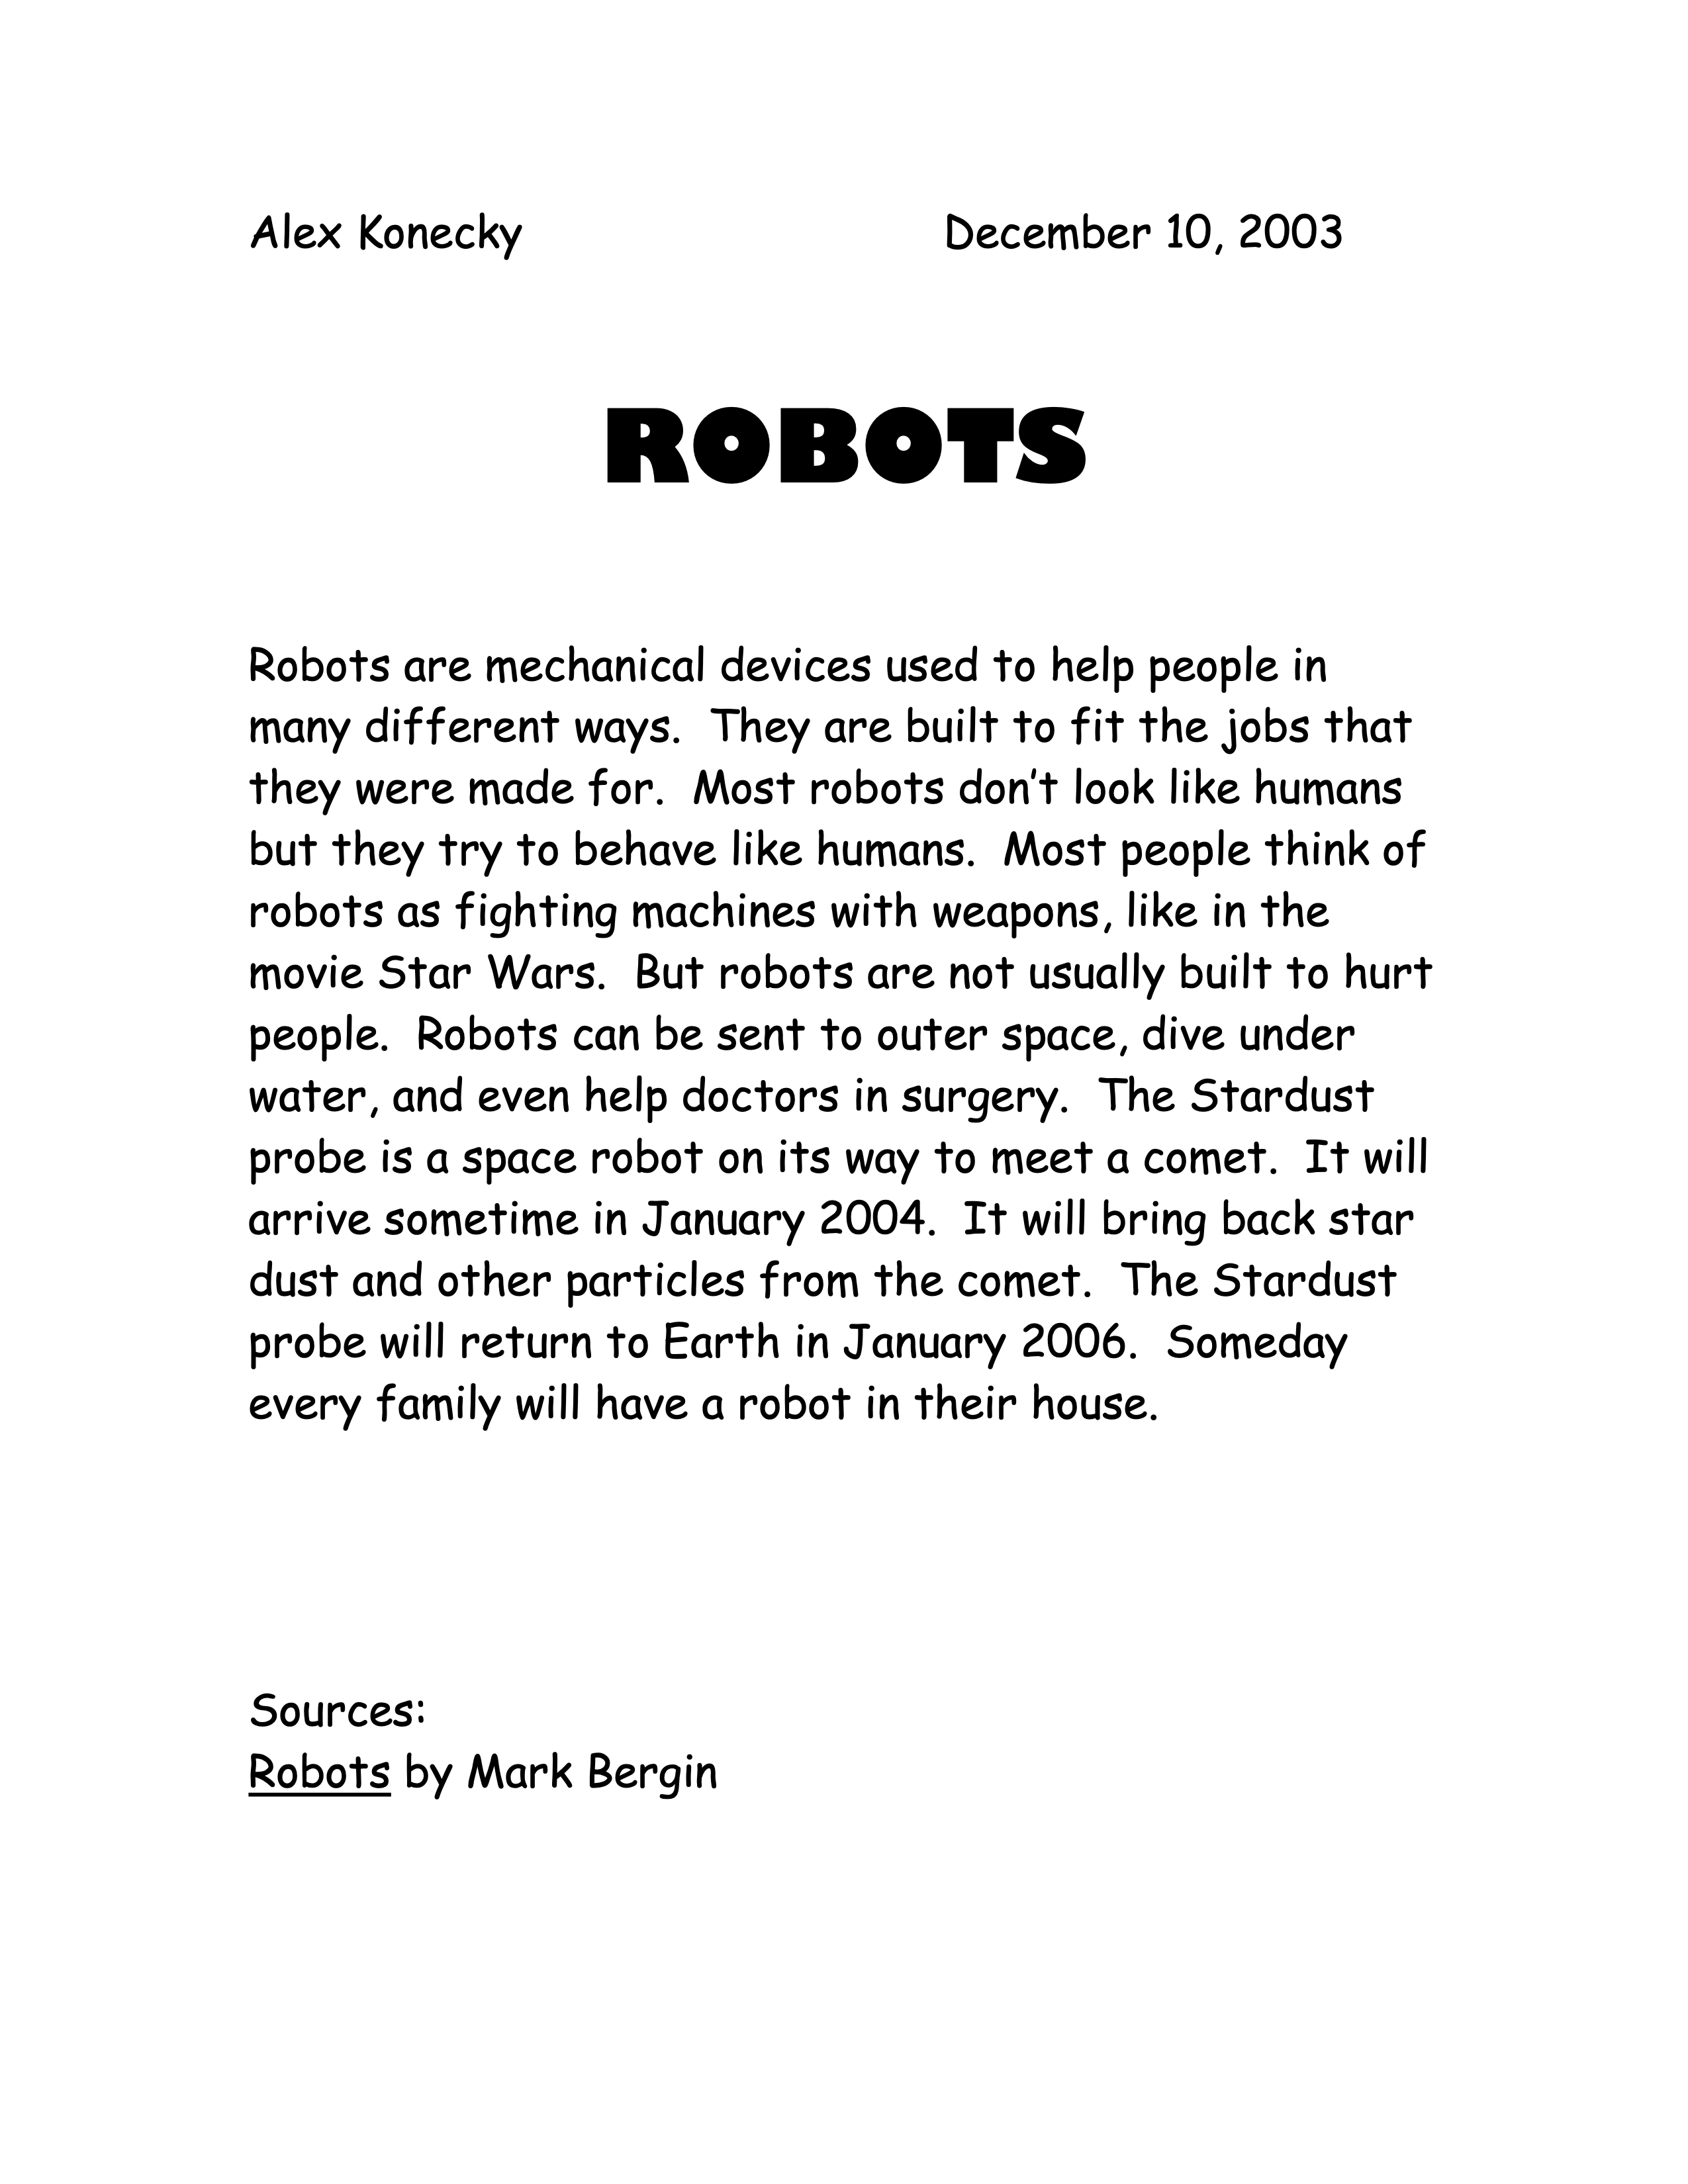 Alex Konecky December 10, 2003
ROBOTS
Robots are mechanical devices used to help people in
many different ways.  They are built to fit the jobs that
they were made for.  Most robots don't look like humans
but they try to behave like humans.  Most people think of
robots as fighting machines with weapons, like in the
movie Star Wars.  But robots are not usually built to hurt
people.  Robots can be sent to outer space, dive under
water, and even help doctors in surgery.  The Stardust
probe is a space robot on its way to meet a comet.  It will
arrive sometime in January 2004.  It will bring back star
dust and other particles from the comet.  The Stardust
probe will return to Earth in January 2006.  Someday
every family will have a robot in their house.
Sources:
Robots by Mark Bergin